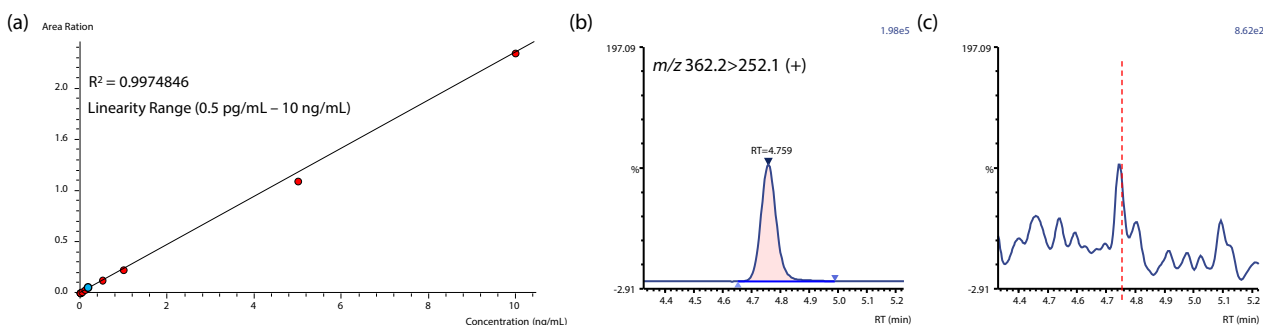 (a)
Area Ration
R² = 0.9974846
Linearity Range (0.5 pg/mL – 10 ng/mL)
2.0
1.6
1.0
0.5
0.0
0 2 4 6 8 10
Concentration (ng/mL)
(b)
1.98e5
197.09
m/z 362.2>252.1 (+)
RT=4.759
%
-2.91
4.4 4.5 4.6 4.7 4.8 4.9 5.0 5.1 5.2
RT (min)
(c)
8.62e2
197.09
%
-2.91
4.4 4.7 4.6 4.7 4.8 4.9 5.0 5.1 5.2
RT (min)